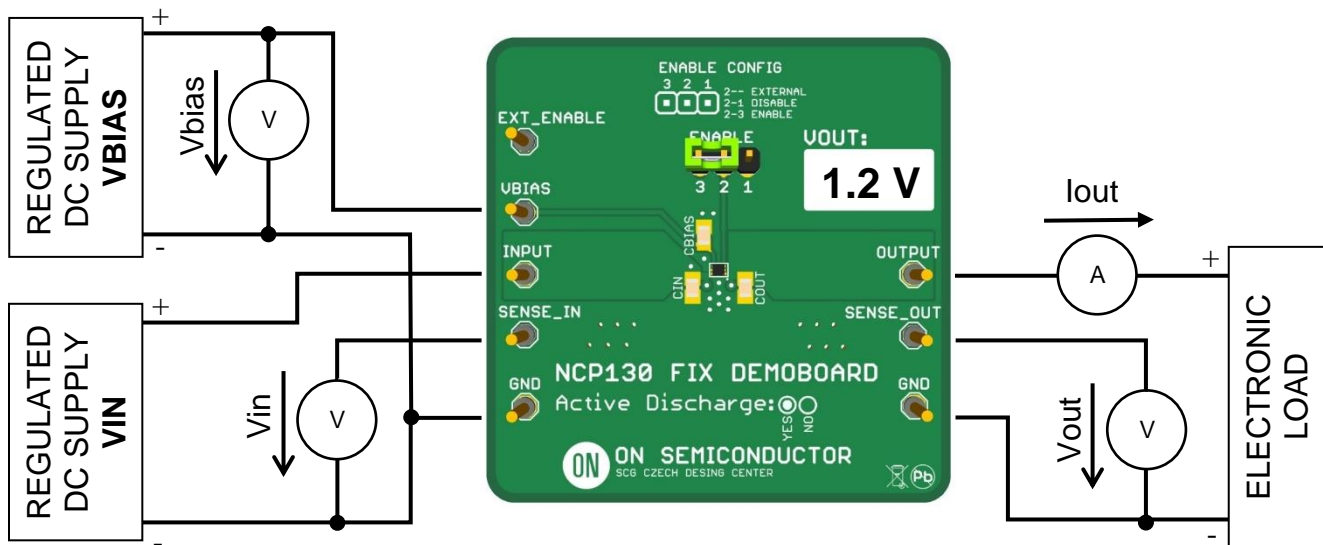 REGULATED
DC SUPPLY
VBIAS
+
-
Vbias
V
REGULATED
DC SUPPLY
VIN
+
-
Vin
V
ENABLE CONFIG
3 2 1
2-- EXTERNAL
2-1 DISABLE
2-3 ENABLE
EXT_ENABLE
ENABLE
3 2 1
VOUT:
1.2 V
VBIAS
CBIAS
INPUT
OUTPUT
CIN
COUT
SENSE_IN
SENSE_OUT
NCP130 FIX DEMOBOARD
GND
GND
Active Discharge:
YES
NO
ON
ON SEMICONDUCTOR
SCG CZECH DESING CENTER
Pb
Iout
A
+
-
Vout
V
ELECTRONIC
LOAD